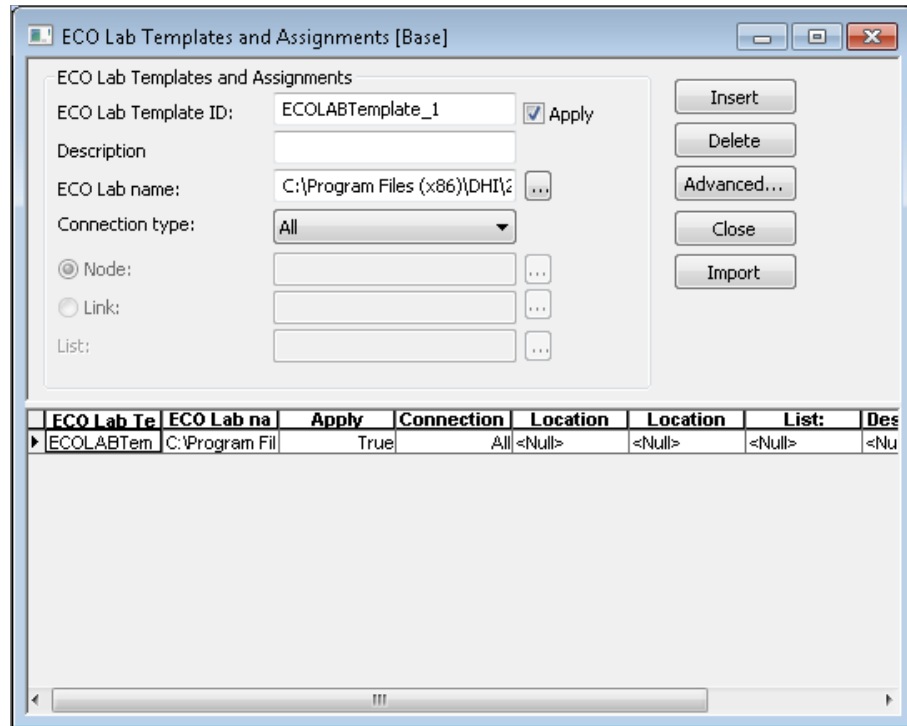 ECO Lab Templates and Assignments [Base]
ECO Lab Templates and Assignments
ECO Lab Template ID: ECOLABTemplate_1 Apply
Description
ECO Lab name: C:\Program Files (x86)\DHI\2 ...
Connection type: All
Node: ...
Link: ...
List: ...
Insert
Delete
Advanced...
Close
Import
ECO Lab Te ECO Lab na Apply Connection Location Location List: Des
ECOLABTem C:\Program Fil True All <Null> <Null> <Null> <Nu